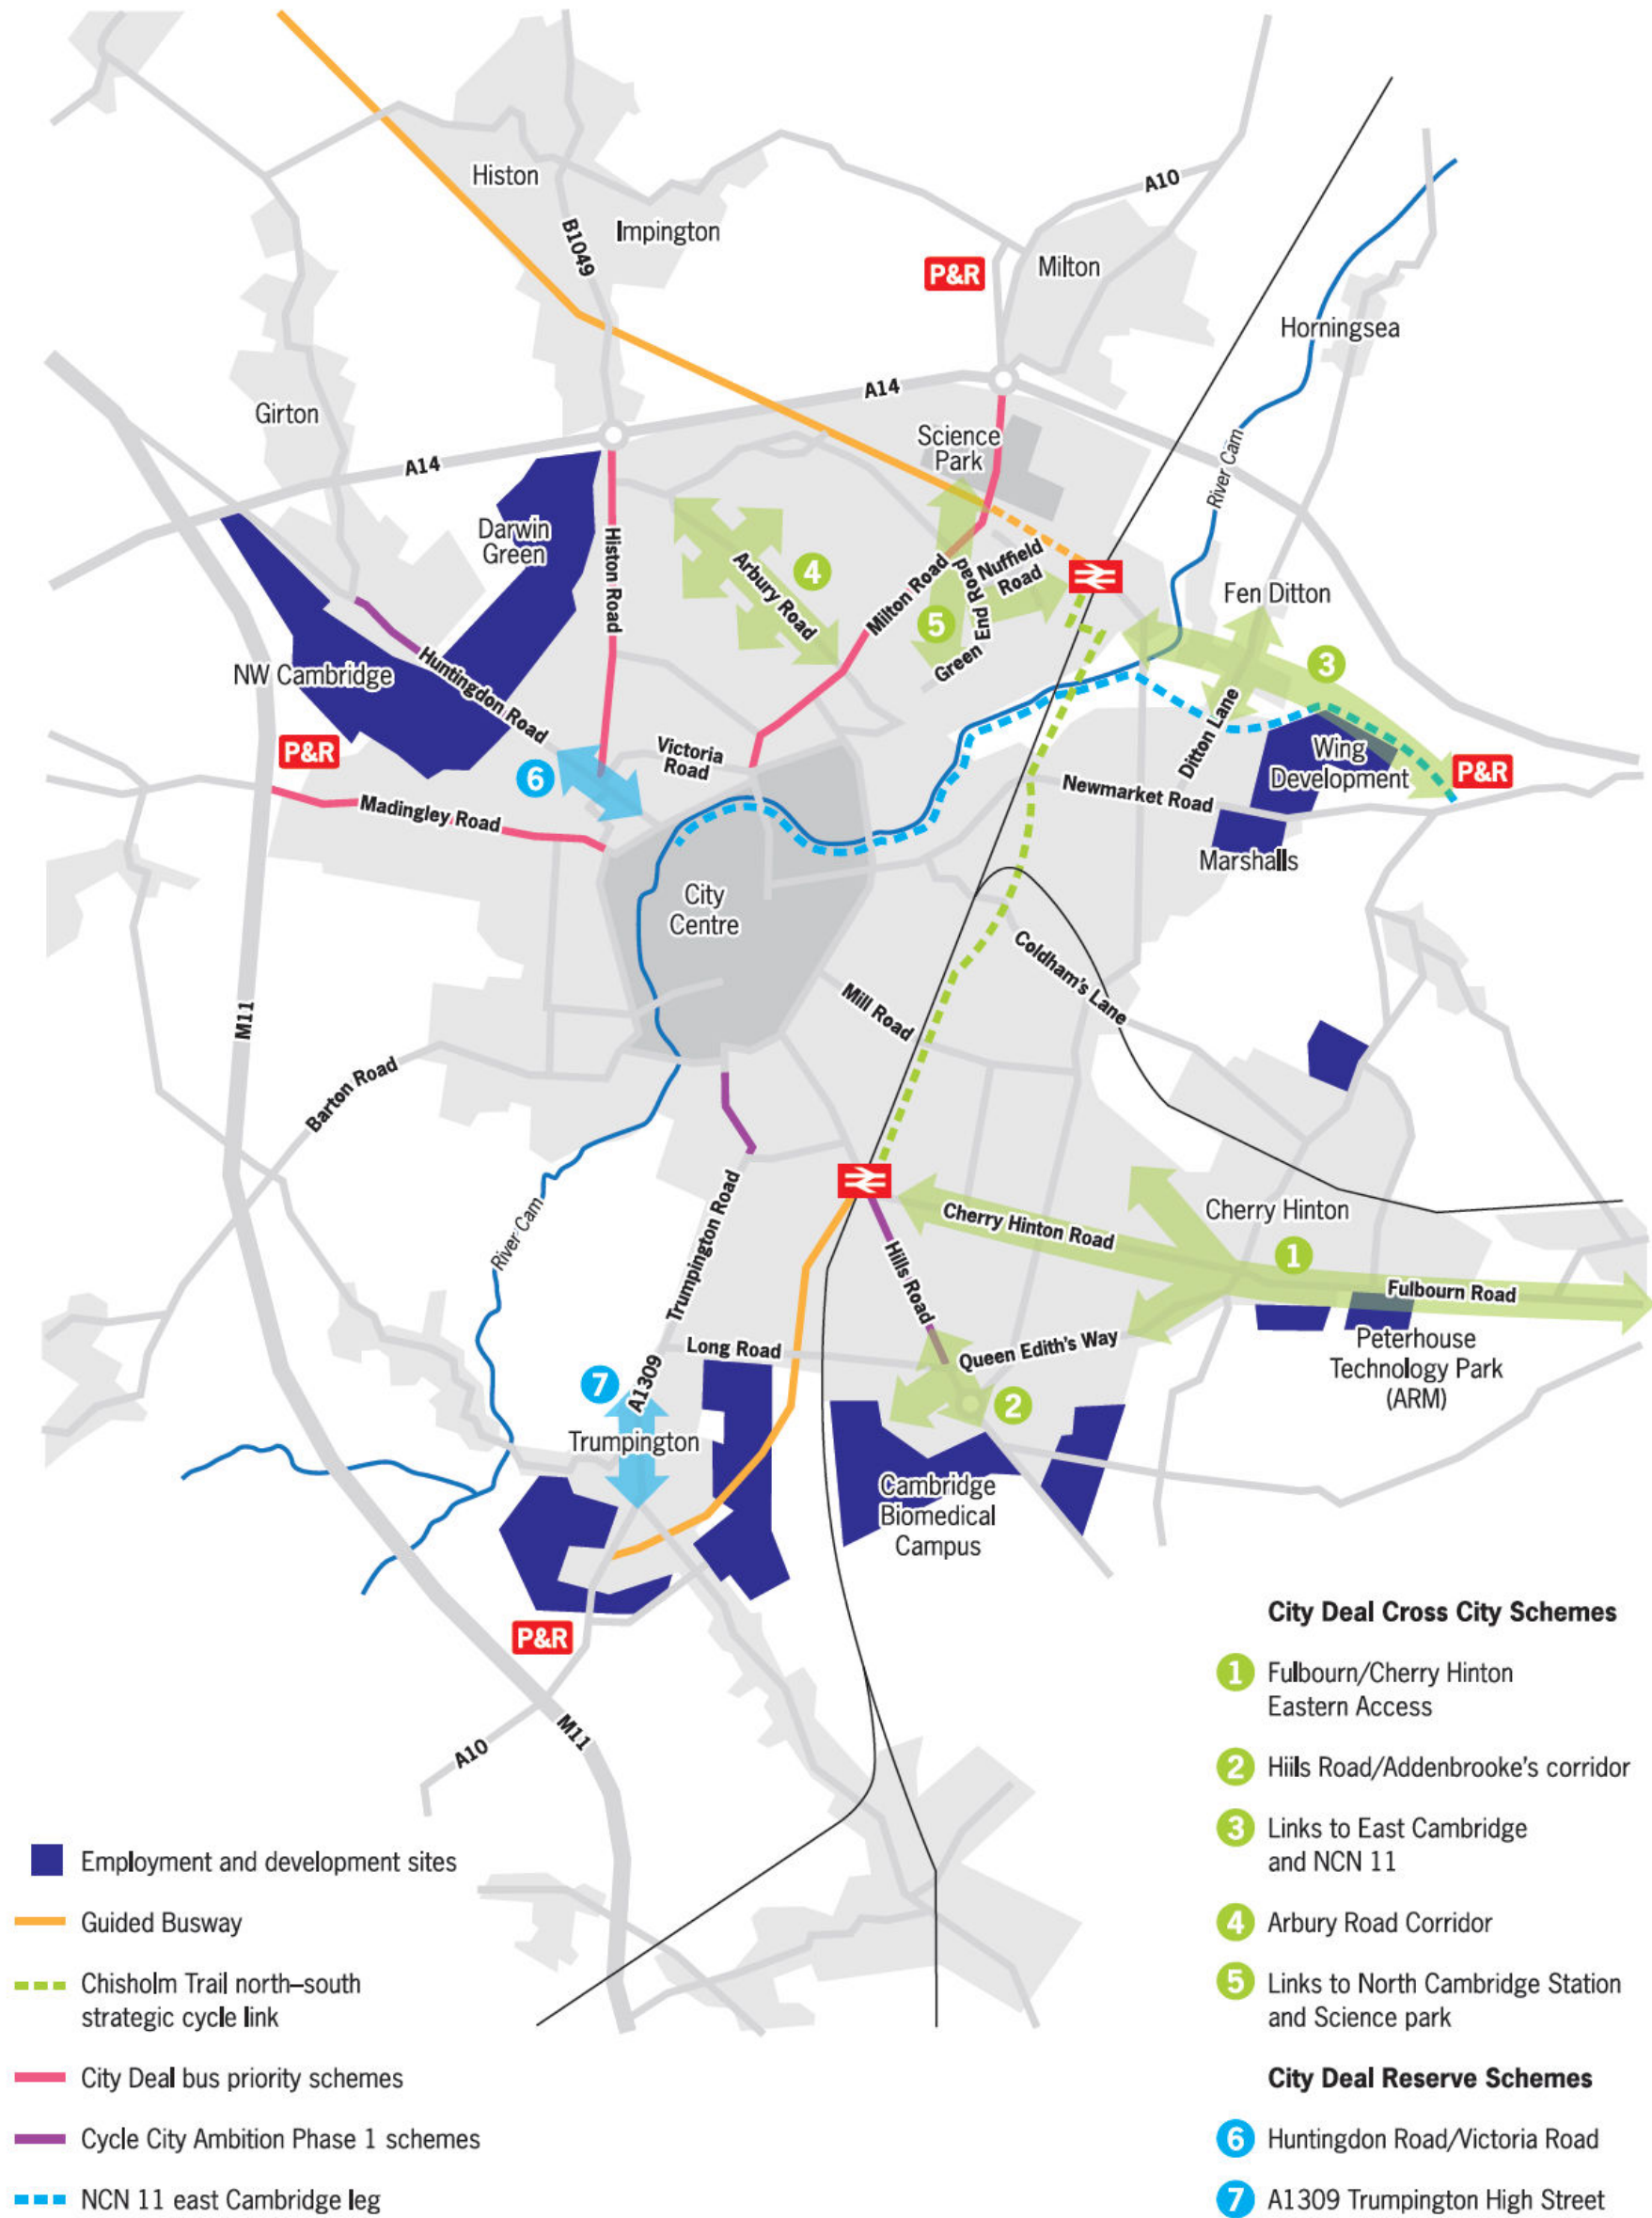 Histon
Impington
B1049
A10
P&R
Milton
Horningsea
A14
Girton
Science
Park
A14
River Cam
Darwin
Green
Histon Road
4
Arbury Road
Milton Road
Nuffield
Road
5
Green End Road
Fen Ditton
3
NW Cambridge
Huntingdon Road
P&R
6
Victoria
Road
Ditton Lane
Wing
Development
P&R
Newmarket Road
Madingley Road
Marshalls
City
Centre
Coldham's Lane
Mill Road
M11
Barton Road
River Cam
Trumpington Road
Cherry Hinton Road
Cherry Hinton
1
Hills Road
Fulbourn Road
Long Road
Queen Edith's Way
Peterhouse
Technology Park
(ARM)
7
A1309
2
Trumpington
Cambridge
Biomedical
Campus
P&R
M11
A10
Employment and development sites
Guided Busway
Chisholm Trail north–south
strategic cycle link
City Deal bus priority schemes
Cycle City Ambition Phase 1 schemes
NCN 11 east Cambridge leg
City Deal Cross City Schemes
1 Fulbourn/Cherry Hinton
Eastern Access
2 Hiils Road/Addenbrooke's corridor
3 Links to East Cambridge
and NCN 11
4 Arbury Road Corridor
5 Links to North Cambridge Station
and Science park
City Deal Reserve Schemes
6 Huntingdon Road/Victoria Road
7 A1309 Trumpington High Street